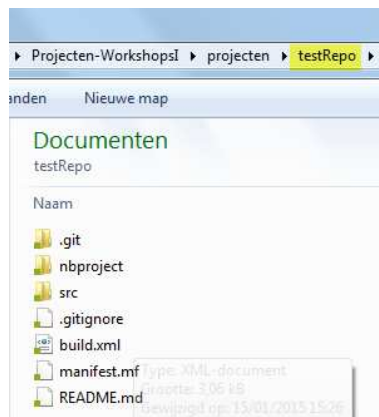 ▸ Projecten-WorkshopsI ▸ projecten ▸ testRepo ▸
anden Nieuwe map
Documenten
testRepo
Naam
.git
nbproject
src
.gitignore
build.xml
manifest.mf
Type: XML-document
Grootte: 3,06 kB
README.md
Gewijzigd op: 15/01/2015 15:26